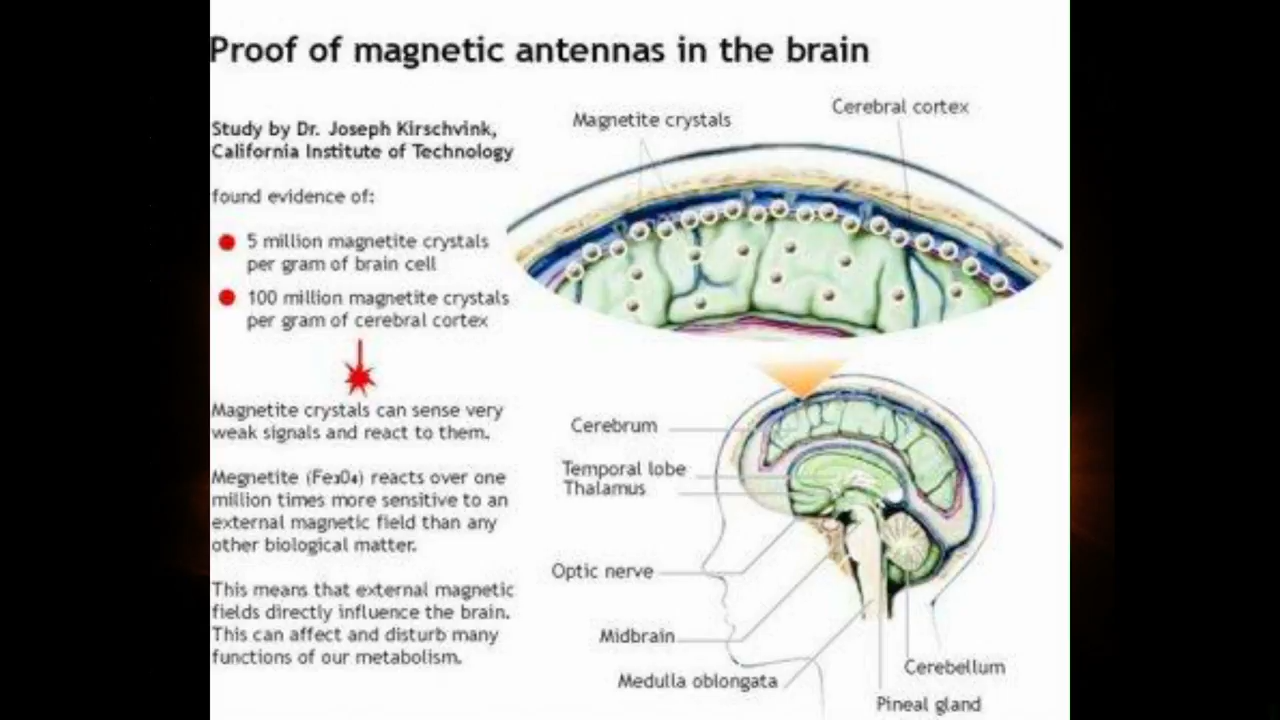 Proof of magnetic antennas in the brain
Study by Dr. Joseph Kirschvink,
California Institute of Technology
found evidence of:
5 million magnetite crystals
per gram of brain cell
100 million magnetite crystals
per gram of cerebral cortex
Magnetite crystals can sense very
weak signals and react to them.
Megnetite (Fe₃O₄) reacts over one
million times more sensitive to an
external magnetic field than any
other biological matter.
This means that external magnetic
fields directly influence the brain.
This can affect and disturb many
functions of our metabolism.
Magnetite crystals
Cerebral cortex
Cerebrum
Temporal lobe
Thalamus
Optic nerve
Midbrain
Medulla oblongata
Cerebellum
Pineal gland